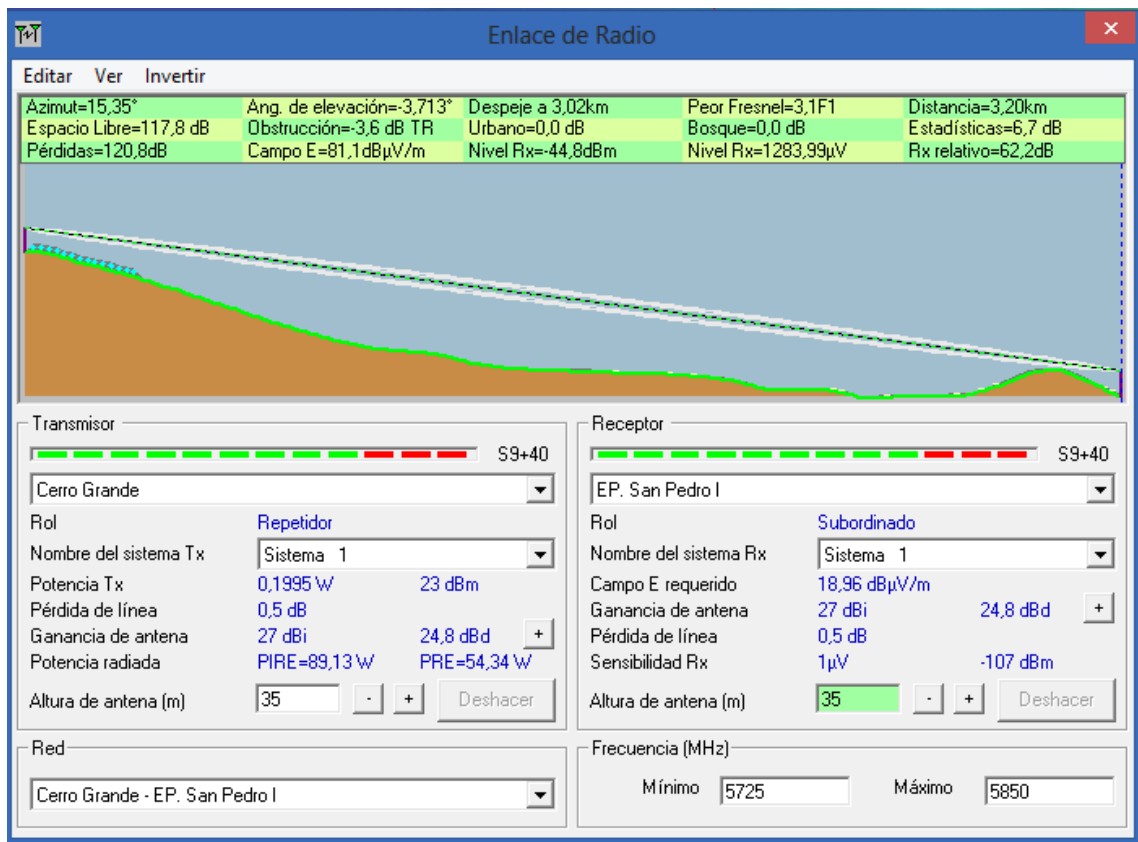 Enlace de Radio
Editar Ver Invertir
Azimut=15,35° Ang. de elevación=-3,713° Despeje a 3,02km Peor Fresnel=3,1F1 Distancia=3,20km
Espacio Libre=117,8 dB Obstrucción=-3,6 dB TR Urbano=0,0 dB Bosque=0,0 dB Estadísticas=6,7 dB
Pérdidas=120,8dB Campo E=81,1dBµV/m Nivel Rx=-44,8dBm Nivel Rx=1283,99µV Rx relativo=62,2dB
Transmisor
S9+40
Cerro Grande
Rol Repetidor
Nombre del sistema Tx Sistema 1
Potencia Tx 0,1995 W 23 dBm
Pérdida de línea 0,5 dB
Ganancia de antena 27 dBi 24,8 dBd +
Potencia radiada PIRE=89,13 W PRE=54,34 W
Altura de antena (m) 35 - + Deshacer
Receptor
S9+40
EP. San Pedro I
Rol Subordinado
Nombre del sistema Rx Sistema 1
Campo E requerido 18,96 dBµV/m
Ganancia de antena 27 dBi 24,8 dBd +
Pérdida de línea 0,5 dB
Sensibilidad Rx 1µV -107 dBm
Altura de antena (m) 35 - + Deshacer
Red
Cerro Grande - EP. San Pedro I
Frecuencia (MHz)
Mínimo 5725 Máximo 5850